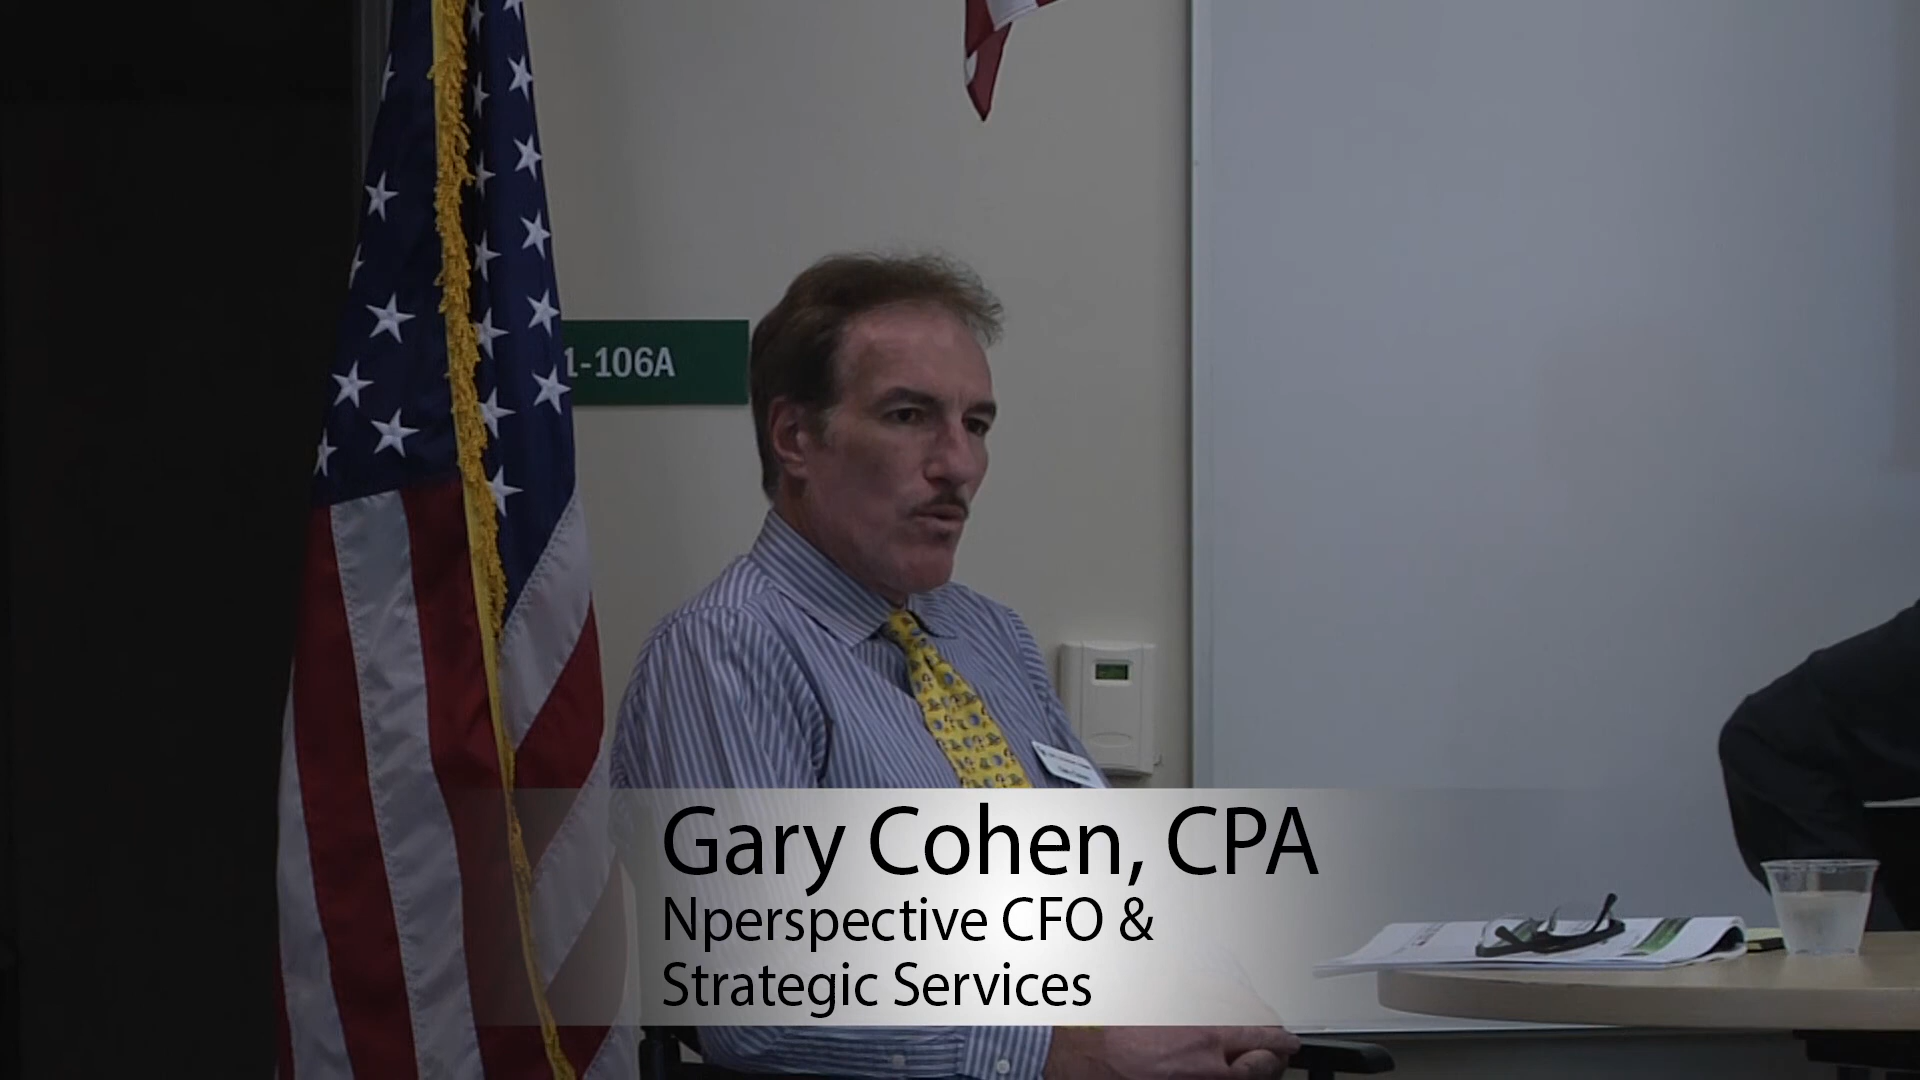 1-106A
Gary Cohen, CPA
Nperspective CFO &
Strategic Services